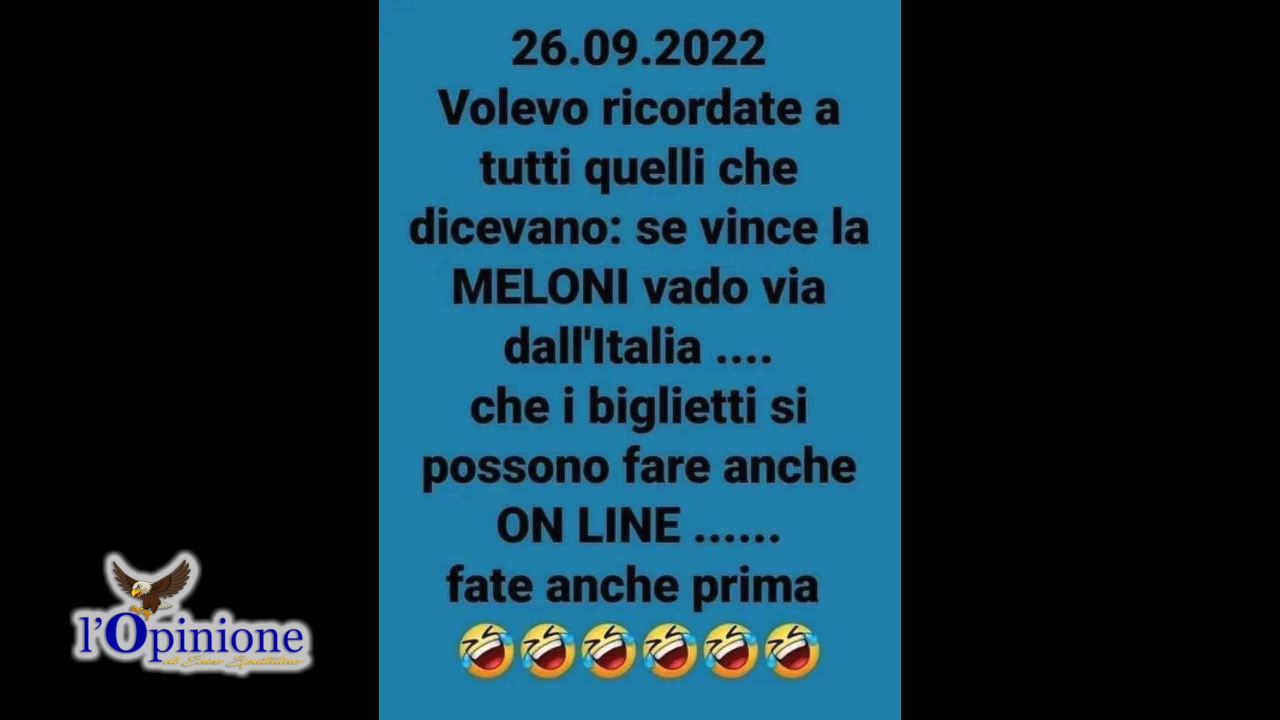 26.09.2022
Volevo ricordate a
tutti quelli che
dicevano: se vince la
MELONI vado via
dall'Italia ....
che i biglietti si
possono fare anche
ON LINE ......
fate anche prima
🤣🤣🤣🤣🤣🤣
l'Opinione